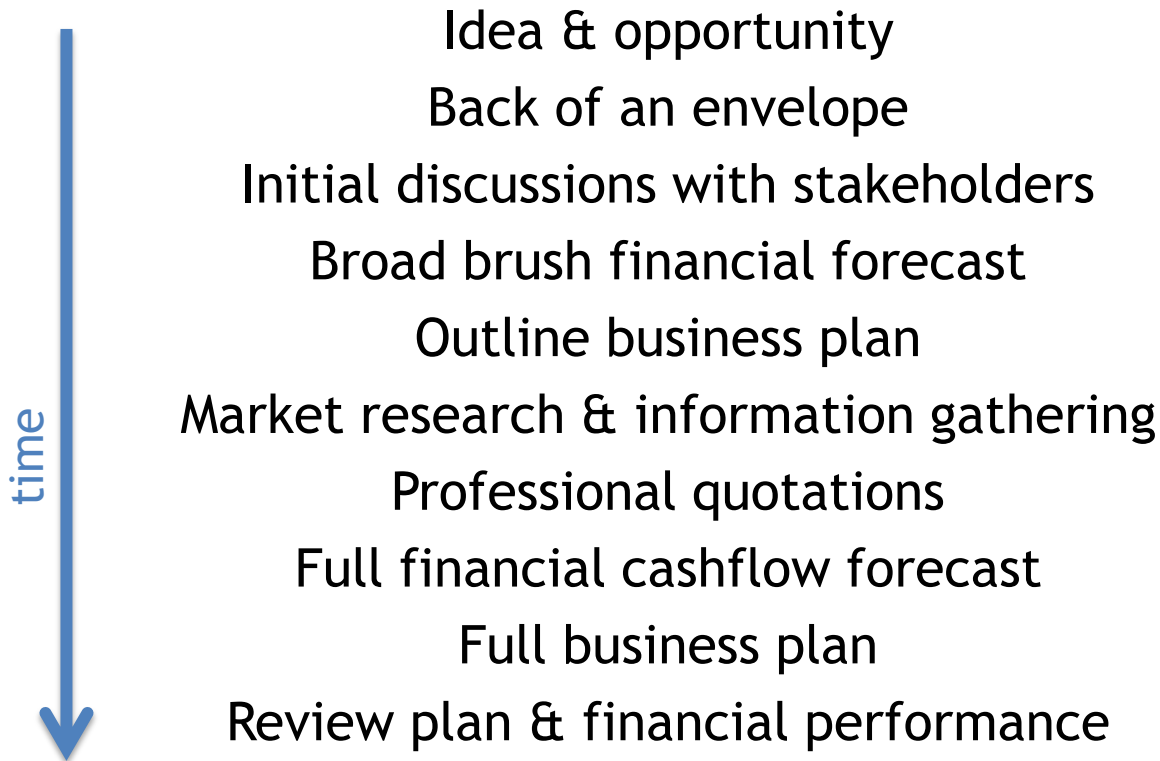 Idea & opportunity
Back of an envelope
Initial discussions with stakeholders
Broad brush financial forecast
Outline business plan
Market research & information gathering
Professional quotations
Full financial cashflow forecast
Full business plan
Review plan & financial performance
time